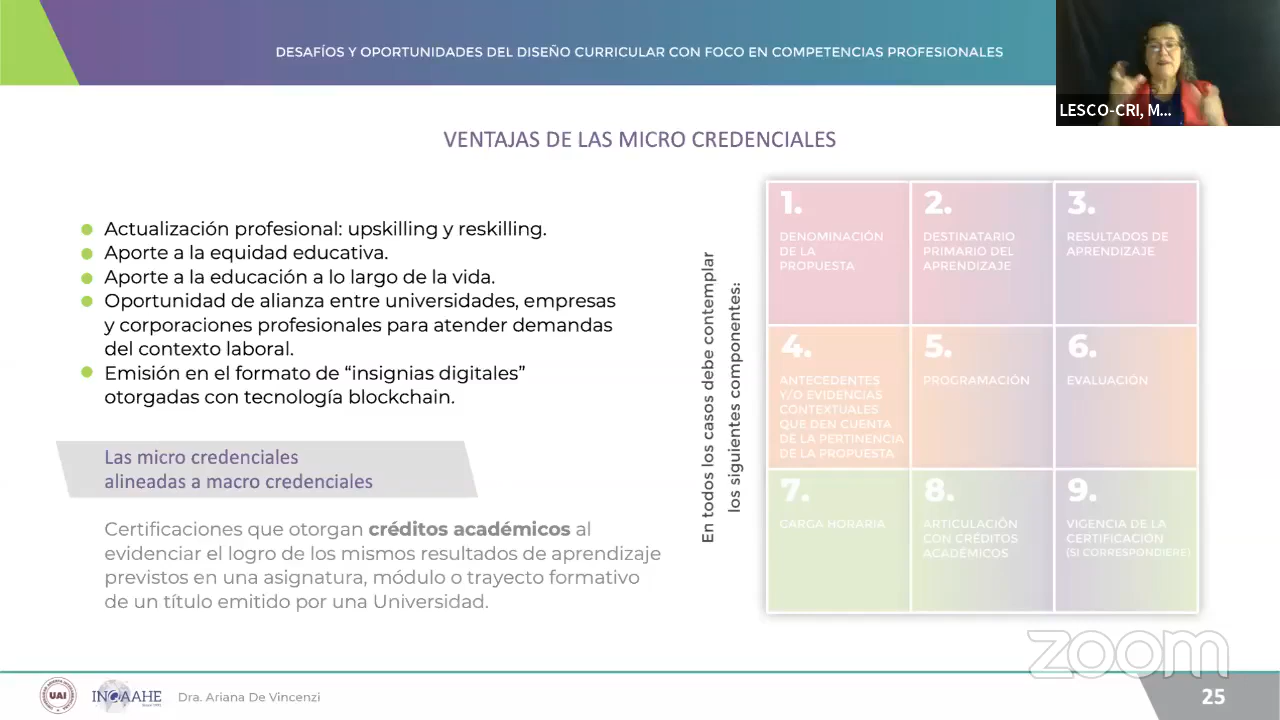 DESAFÍOS Y OPORTUNIDADES DEL DISEÑO CURRICULAR CON FOCO EN COMPETENCIAS PROFESIONALES
LESCO-CRI, M...
VENTAJAS DE LAS MICRO CREDENCIALES
Actualización profesional: upskilling y reskilling.
Aporte a la equidad educativa.
Aporte a la educación a lo largo de la vida.
Oportunidad de alianza entre universidades, empresas
y corporaciones profesionales para atender demandas
del contexto laboral.
Emisión en el formato de “insignias digitales”
otorgadas con tecnología blockchain.
Las micro credenciales
alineadas a macro credenciales
Certificaciones que otorgan créditos académicos al
evidenciar el logro de los mismos resultados de aprendizaje
previstos en una asignatura, módulo o trayecto formativo
de un título emitido por una Universidad.
En todos los casos debe contemplar
los siguientes componentes:
1.
DENOMINACIÓN
DE LA
PROPUESTA
2.
DESTINATARIO
PRIMARIO DEL
APRENDIZAJE
3.
RESULTADOS DE
APRENDIZAJE
4.
ANTECEDENTES
Y/O EVIDENCIAS
CONTEXTUALES
QUE DEN CUENTA
DE LA PERTINENCIA
DE LA PROPUESTA
5.
PROGRAMACIÓN
6.
EVALUACIÓN
7.
CARGA HORARIA
8.
ARTICULACIÓN
CON CRÉDITOS
ACADÉMICOS
9.
VIGENCIA DE LA
CERTIFICACIÓN
(SI CORRESPONDIERE)
zoom
UAI
INQAAHE
Since 1991
Dra. Ariana De Vincenzi
25